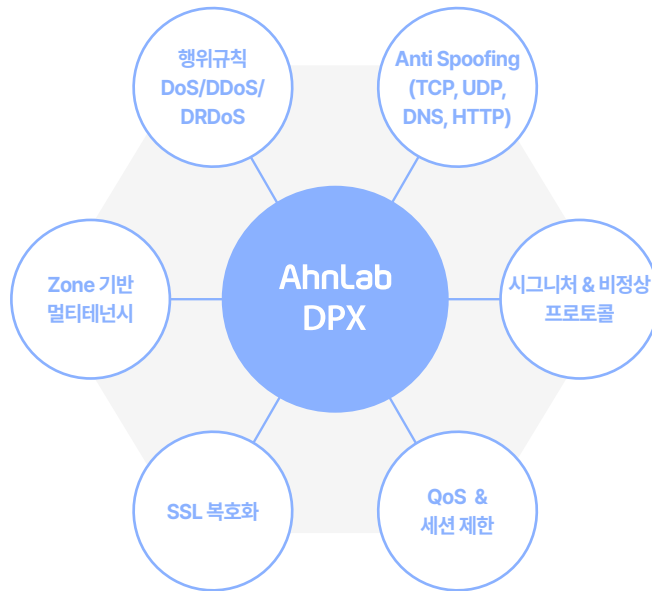 행위규칙
DoS/DDoS/
DRDoS
Anti Spoofing
(TCP, UDP,
DNS, HTTP)
Zone 기반
멀티테넌시
AhnLab
DPX
시그니처 & 비정상
프로토콜
SSL 복호화
QoS &
세션 제한